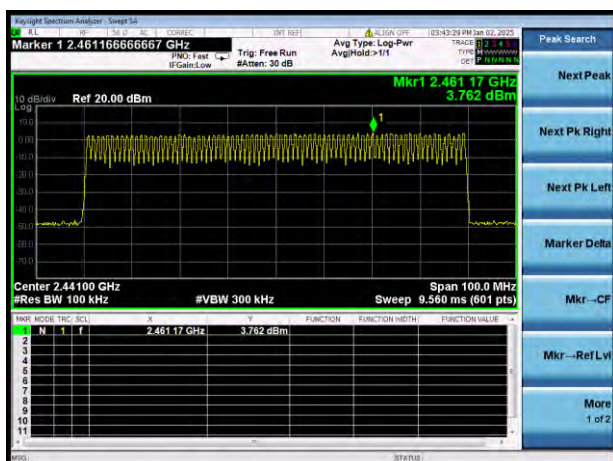 Keysight Spectrum Analyzer - Swept SA
RL RF 50 Ω AC CORREC INT REF ALIGN OFF 03:43:29 PM Jan 02, 2025
Marker 1 2.461166666667 GHz
PNO: Fast
IFGain:Low
Trig: Free Run
#Atten: 30 dB
Avg Type: Log-Pwr
Avg|Hold:>1/1
TRACE 1 2 3 4 5 6
TYPE M
DET P N N N N N
Mkr1 2.461 17 GHz
3.762 dBm
10 dB/div
Log
Ref 20.00 dBm
10.0
0.00
-10.0
-20.0
-30.0
-40.0
-50.0
-60.0
-70.0
1
Center 2.44100 GHz
Span 100.0 MHz
#Res BW 100 kHz
#VBW 300 kHz
Sweep 9.560 ms (601 pts)
MKR MODE TRC SCL X Y FUNCTION FUNCTION WIDTH FUNCTION VALUE
1 N 1 f 2.461 17 GHz 3.762 dBm
2
3
4
5
6
7
8
9
10
11
MSG
STATUS
Peak Search
Next Peak
Next Pk Right
Next Pk Left
Marker Delta
Mkr→CF
Mkr→Ref Lvl
More
1 of 2